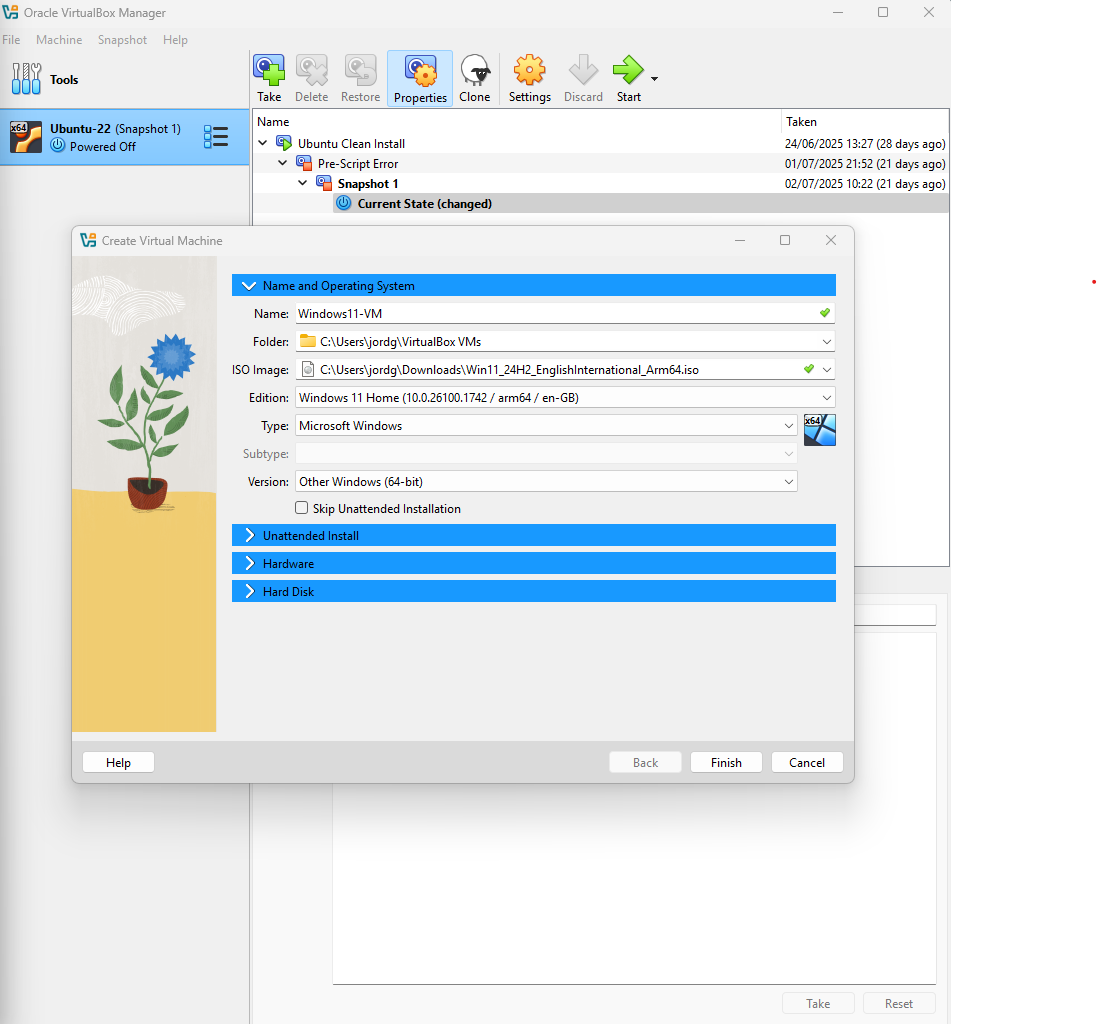 Oracle VirtualBox Manager
File Machine Snapshot Help
Tools
Take Delete Restore Properties Clone Settings Discard Start
x64 Ubuntu-22 (Snapshot 1)
Powered Off
Name Taken
Ubuntu Clean Install 24/06/2025 13:27 (28 days ago)
Pre-Script Error 01/07/2025 21:52 (21 days ago)
Snapshot 1 02/07/2025 10:22 (21 days ago)
Current State (changed)
Create Virtual Machine
Name and Operating System
Name: Windows11-VM
Folder: C:\Users\jordg\VirtualBox VMs
ISO Image: C:\Users\jordg\Downloads\Win11_24H2_EnglishInternational_Arm64.iso
Edition: Windows 11 Home (10.0.26100.1742 / arm64 / en-GB)
Type: Microsoft Windows x64
Subtype:
Version: Other Windows (64-bit)
Skip Unattended Installation
Unattended Install
Hardware
Hard Disk
Help Back Finish Cancel
Take Reset